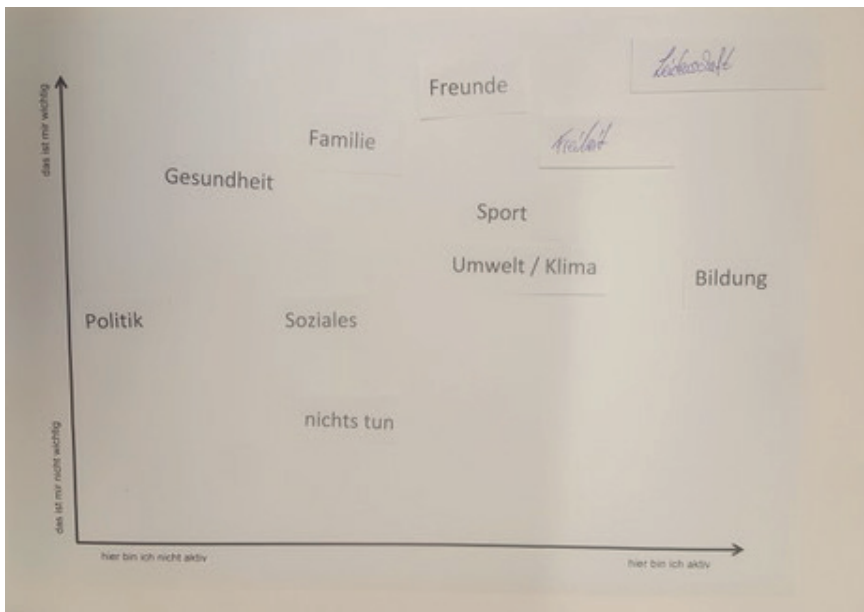 Leidenschaft
Freunde
das ist mir wichtig
Familie
Freiheit
Gesundheit
Sport
Umwelt / Klima
Bildung
Politik
Soziales
nichts tun
das ist mir nicht wichtig
hier bin ich nicht aktiv
hier bin ich aktiv